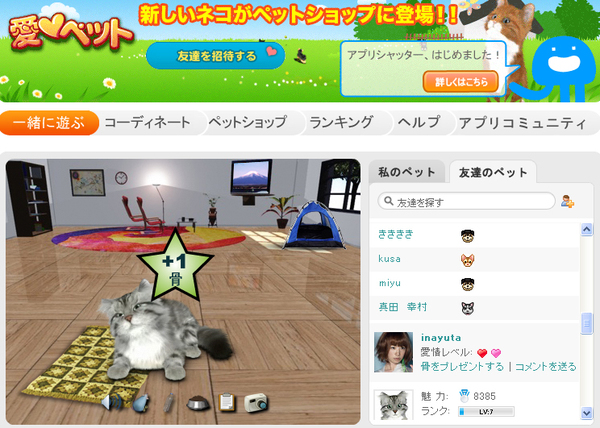 新しいネコがペットショップに登場!!
愛♥ペット
友達を招待する
アプリシャッター、はじめました!
詳しくはこちら
一緒に遊ぶ
コーディネート
ペットショップ
ランキング
ヘルプ
アプリコミュニティ
私のペット
友達のペット
友達を探す
ききききき
kusa
miyu
真田 幸村
+1
骨
inayuta
愛情レベル:
骨をプレゼントする | コメントを送る
魅 力: 8385
ランク: LV:7